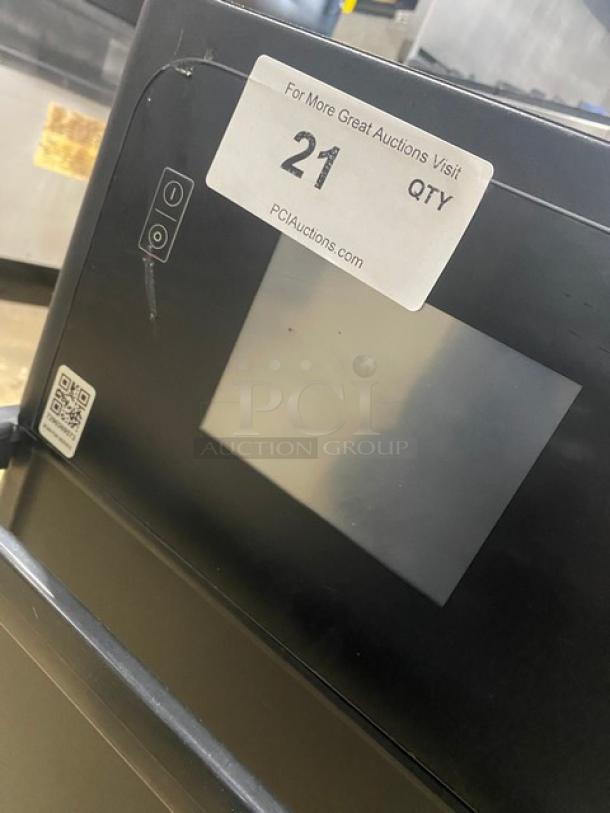 For More Great Auctions Visit
21 QTY
PCIAuctions.com
PCI
AUCTION GROUP